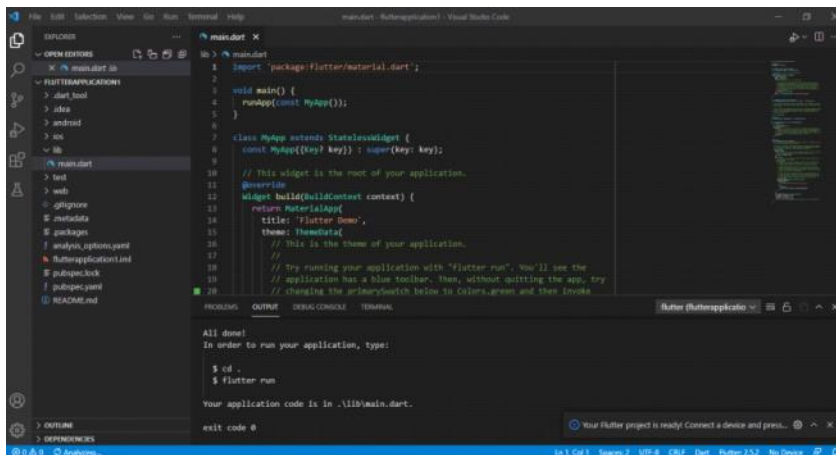 File Edit Selection View Go Run Terminal Help
main.dart - flutterapplication1 - Visual Studio Code
EXPLORER
OPEN EDITORS
main.dart lib
FLUTTERAPPLICATION1
.dart_tool
.idea
android
ios
lib
main.dart
test
web
.gitignore
.metadata
.packages
analysis_options.yaml
flutterapplication1.iml
pubspec.lock
pubspec.yaml
README.md
OUTLINE
DEPENDENCIES
main.dart
lib > main.dart
1 import 'package:flutter/material.dart';
2
3 void main() {
4 runApp(const MyApp());
5 }
6
7 class MyApp extends StatelessWidget {
8 const MyApp({Key? key}) : super(key: key);
9
10 // This widget is the root of your application.
11 @override
12 Widget build(BuildContext context) {
13 return MaterialApp(
14 title: 'Flutter Demo',
15 theme: ThemeData(
16 // This is the theme of your application.
17 //
18 // Try running your application with "flutter run". You'll see the
19 // application has a blue toolbar. Then, without quitting the app, try
20 // changing the primarySwatch below to Colors.green and then invoke
PROBLEMS OUTPUT DEBUG CONSOLE TERMINAL
flutter (flutterapplicatio
All done!
In order to run your application, type:
$ cd .
$ flutter run
Your application code is in .\lib\main.dart.
exit code 0
Your Flutter project is ready! Connect a device and press...
0 0 Analyzing...
Ln 1, Col 1 Spaces: 2 UTF-8 CRLF Dart Flutter: 2.5.2 No Device